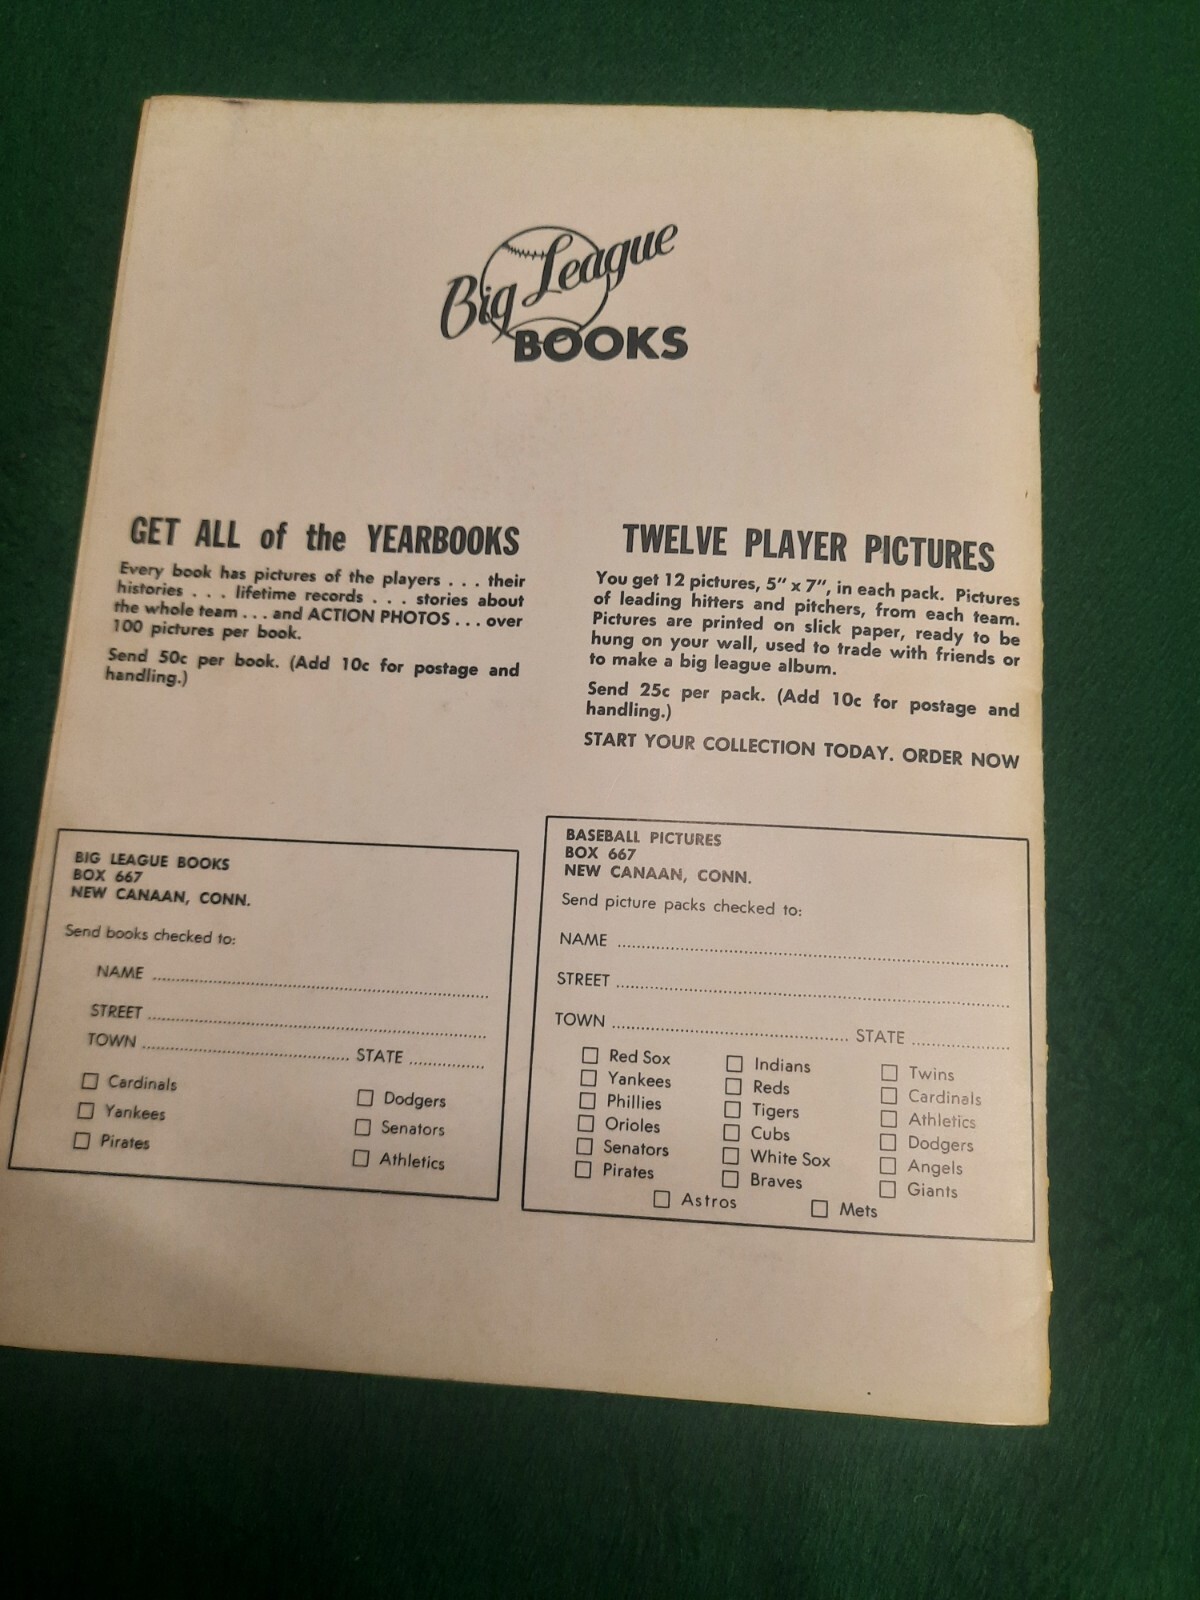 Big League
BOOKS
GET ALL of the YEARBOOKS
Every book has pictures of the players . . . their
histories . . . lifetime records . . . stories about
the whole team . . . and ACTION PHOTOS . . . over
100 pictures per book.
Send 50c per book. (Add 10c for postage and
handling.)
TWELVE PLAYER PICTURES
You get 12 pictures, 5" x 7", in each pack. Pictures
of leading hitters and pitchers, from each team.
Pictures are printed on slick paper, ready to be
hung on your wall, used to trade with friends or
to make a big league album.
Send 25c per pack. (Add 10c for postage and
handling.)
START YOUR COLLECTION TODAY. ORDER NOW
BIG LEAGUE BOOKS
BOX 667
NEW CANAAN, CONN.
Send books checked to:
NAME
STREET
TOWN STATE
Cardinals Dodgers
Yankees Senators
Pirates Athletics
BASEBALL PICTURES
BOX 667
NEW CANAAN, CONN.
Send picture packs checked to:
NAME
STREET
TOWN STATE
Red Sox Indians Twins
Yankees Reds Cardinals
Phillies Tigers Athletics
Orioles Cubs Dodgers
Senators White Sox Angels
Pirates Braves Giants
Astros Mets